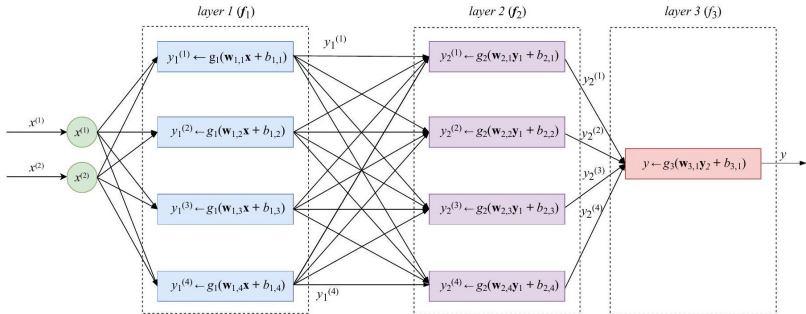 layer 1 (f₁)
layer 2 (f₂)
layer 3 (f₃)
y₁⁽¹⁾
y₁⁽¹⁾ ← g₁(w₁,₁x + b₁,₁)
y₂⁽¹⁾ ← g₂(w₂,₁y₁ + b₂,₁)
y₂⁽¹⁾
x⁽¹⁾
x⁽¹⁾
y₁⁽²⁾ ← g₁(w₁,₂x + b₁,₂)
y₂⁽²⁾ ← g₂(w₂,₂y₁ + b₂,₂)
y₂⁽²⁾
y ← g₃(w₃,₁y₂ + b₃,₁)
y
x⁽²⁾
x⁽²⁾
y₂⁽³⁾
y₁⁽³⁾ ← g₁(w₁,₃x + b₁,₃)
y₂⁽³⁾ ← g₂(w₂,₃y₁ + b₂,₃)
y₂⁽⁴⁾
y₁⁽⁴⁾ ← g₁(w₁,₄x + b₁,₄)
y₂⁽⁴⁾ ← g₂(w₂,₄y₁ + b₂,₄)
y₁⁽⁴⁾